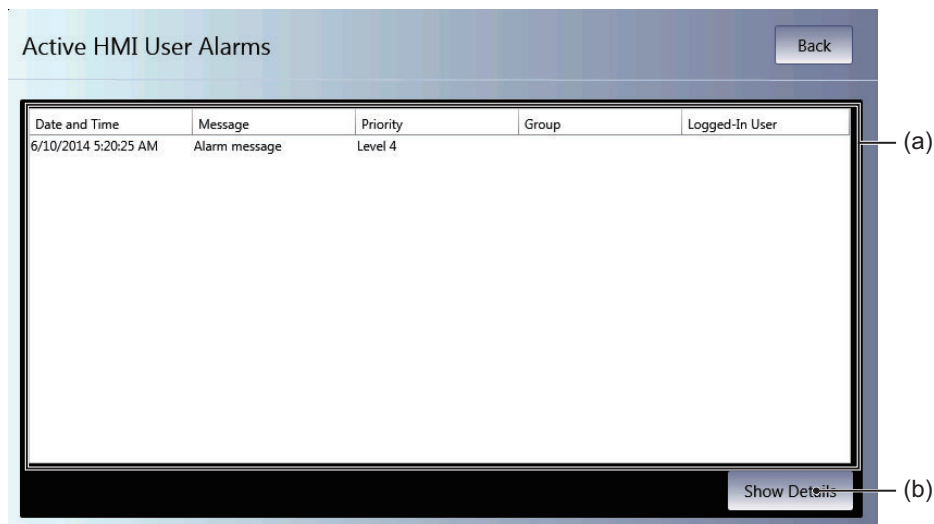 Active HMI User Alarms
Back
Date and Time Message Priority Group Logged-In User
6/10/2014 5:20:25 AM Alarm message Level 4
(a)
Show Details
(b)